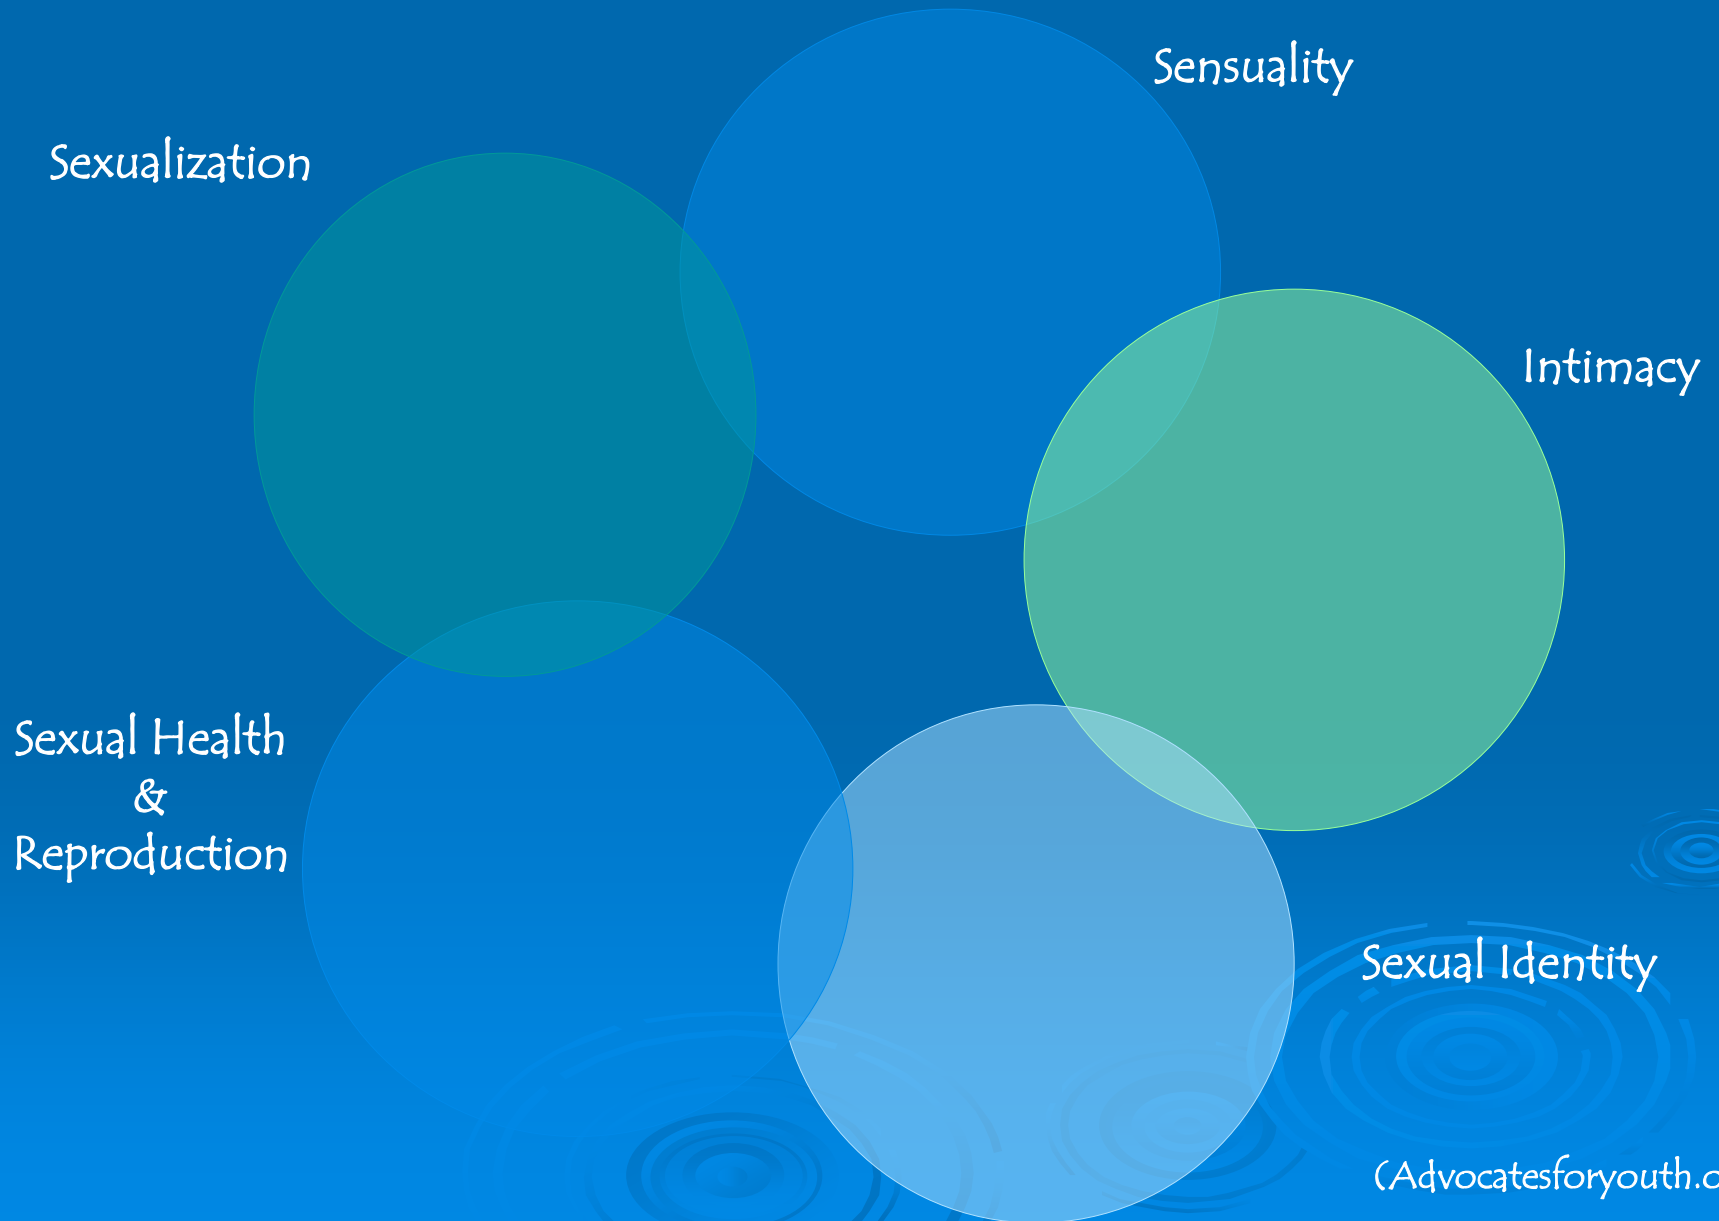 Sensuality
Sexualization
Intimacy
Sexual Health
&
Reproduction
Sexual Identity
(Advocatesforyouth.o